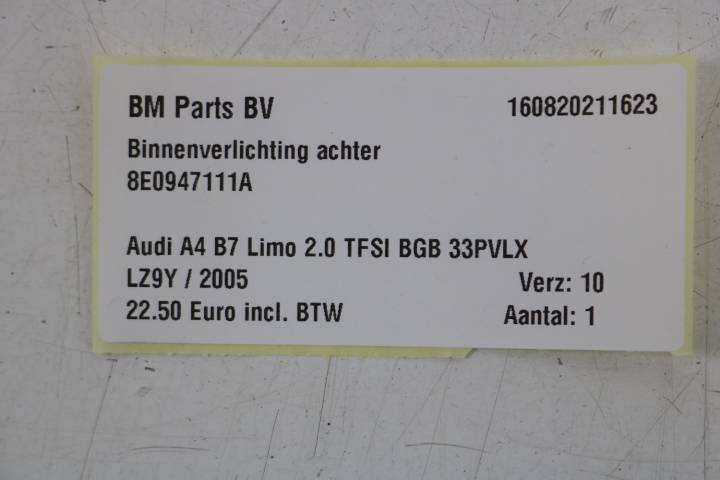 BM Parts BV 160820211623
Binnenverlichting achter
8E0947111A
Audi A4 B7 Limo 2.0 TFSI BGB 33PVLX
LZ9Y / 2005 Verz: 10
22.50 Euro incl. BTW Aantal: 1